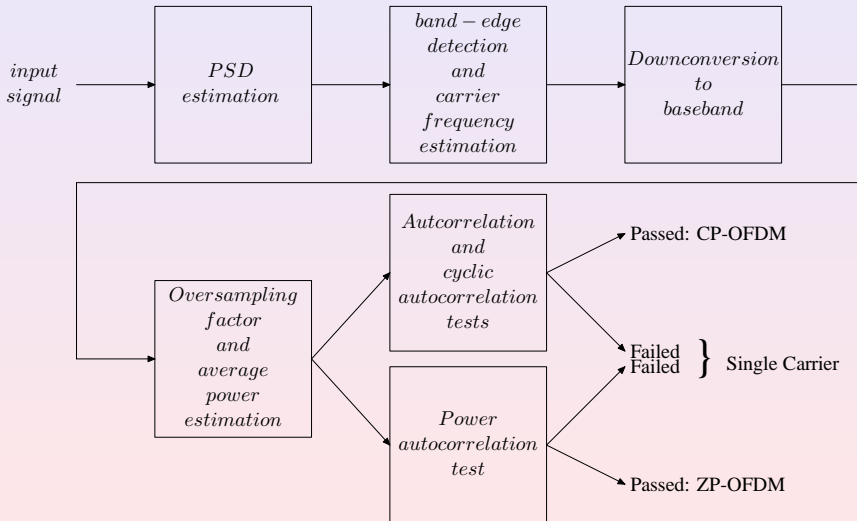 input
signal
PSD
estimation
band – edge
detection
and
carrier
frequency
estimation
Downconversion
to
baseband
Oversampling
factor
and
average
power
estimation
Autcorrelation
and
cyclic
autocorrelation
tests
Power
autocorrelation
test
Passed: CP-OFDM
Failed
Failed
} Single Carrier
Passed: ZP-OFDM